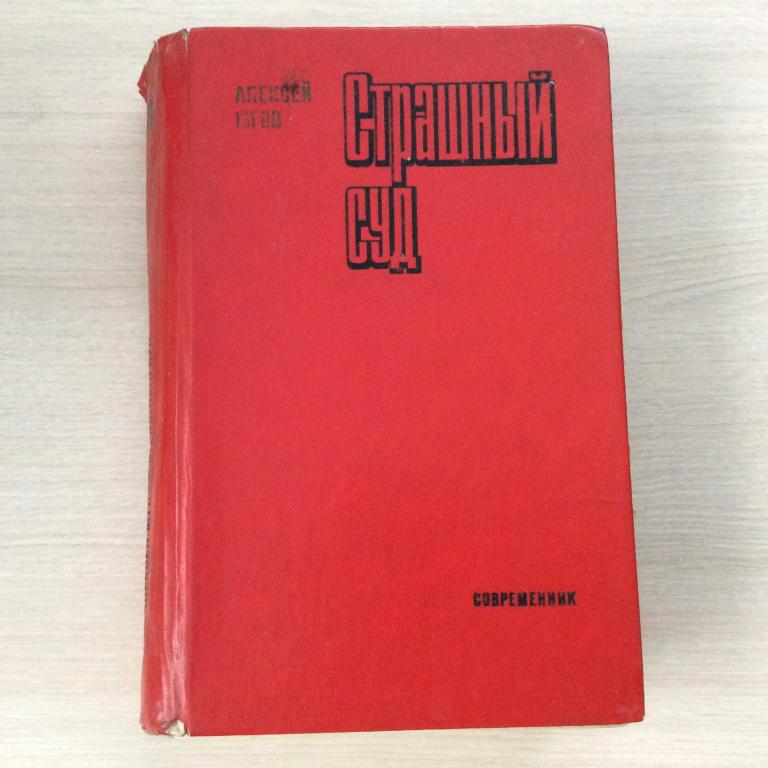 АЛЕКСЕЙ
ЮГОВ
Страшный
суд
СОВРЕМЕННИК